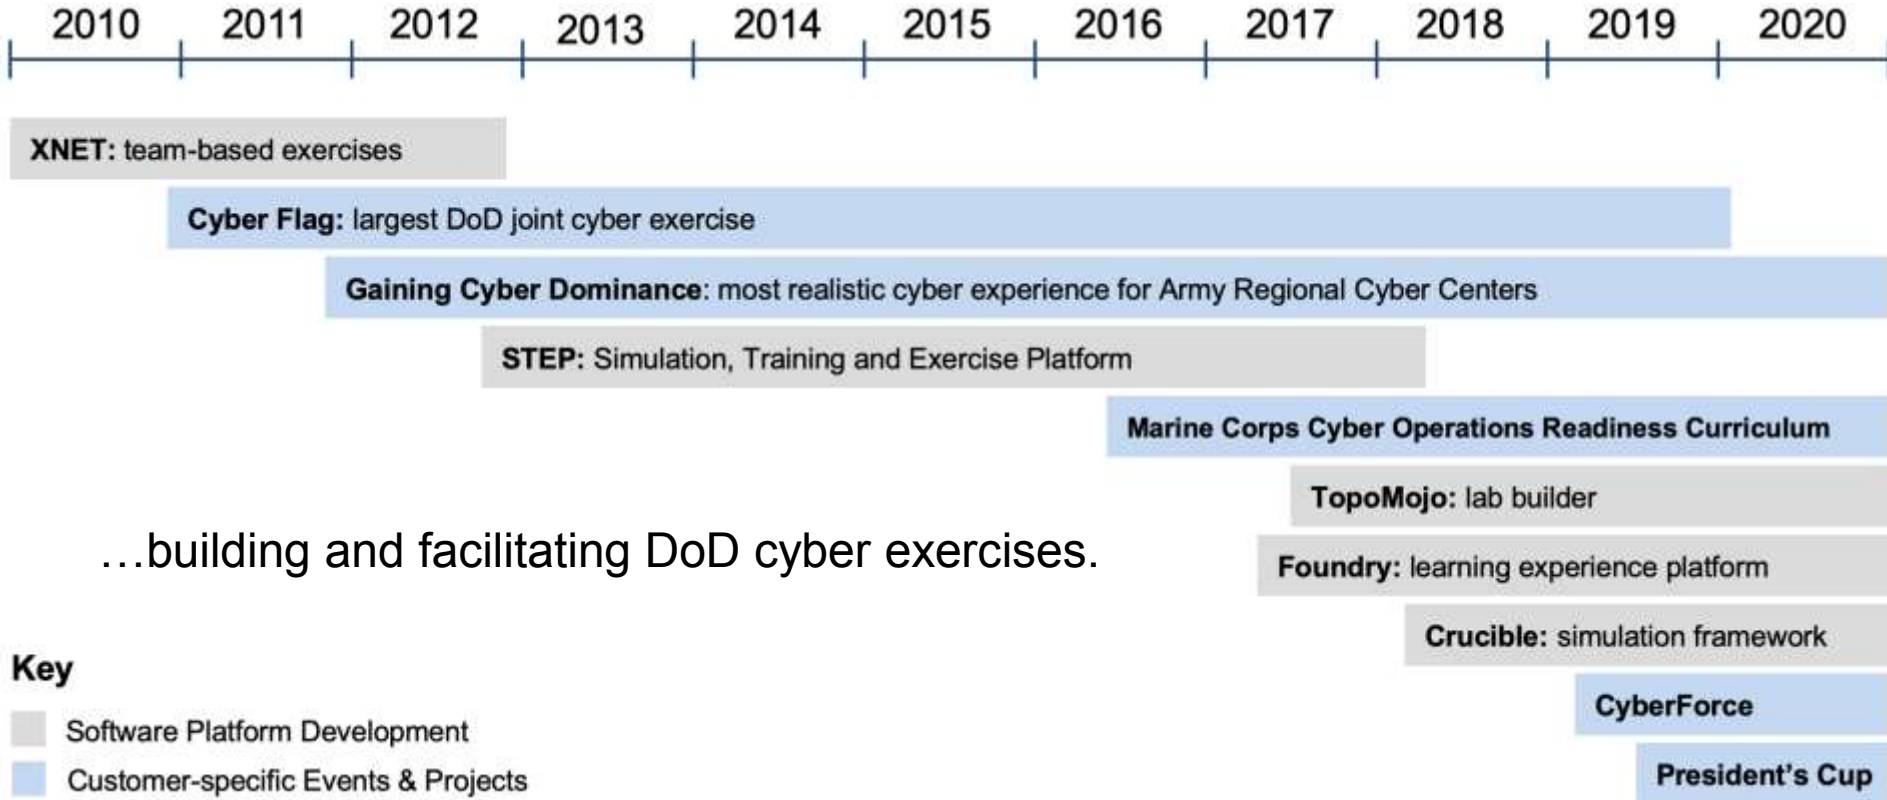 2010 2011 2012 2013 2014 2015 2016 2017 2018 2019 2020
XNET: team-based exercises
Cyber Flag: largest DoD joint cyber exercise
Gaining Cyber Dominance: most realistic cyber experience for Army Regional Cyber Centers
STEP: Simulation, Training and Exercise Platform
Marine Corps Cyber Operations Readiness Curriculum
TopoMojo: lab builder
…building and facilitating DoD cyber exercises.
Foundry: learning experience platform
Crucible: simulation framework
CyberForce
President's Cup
Key
Software Platform Development
Customer-specific Events & Projects